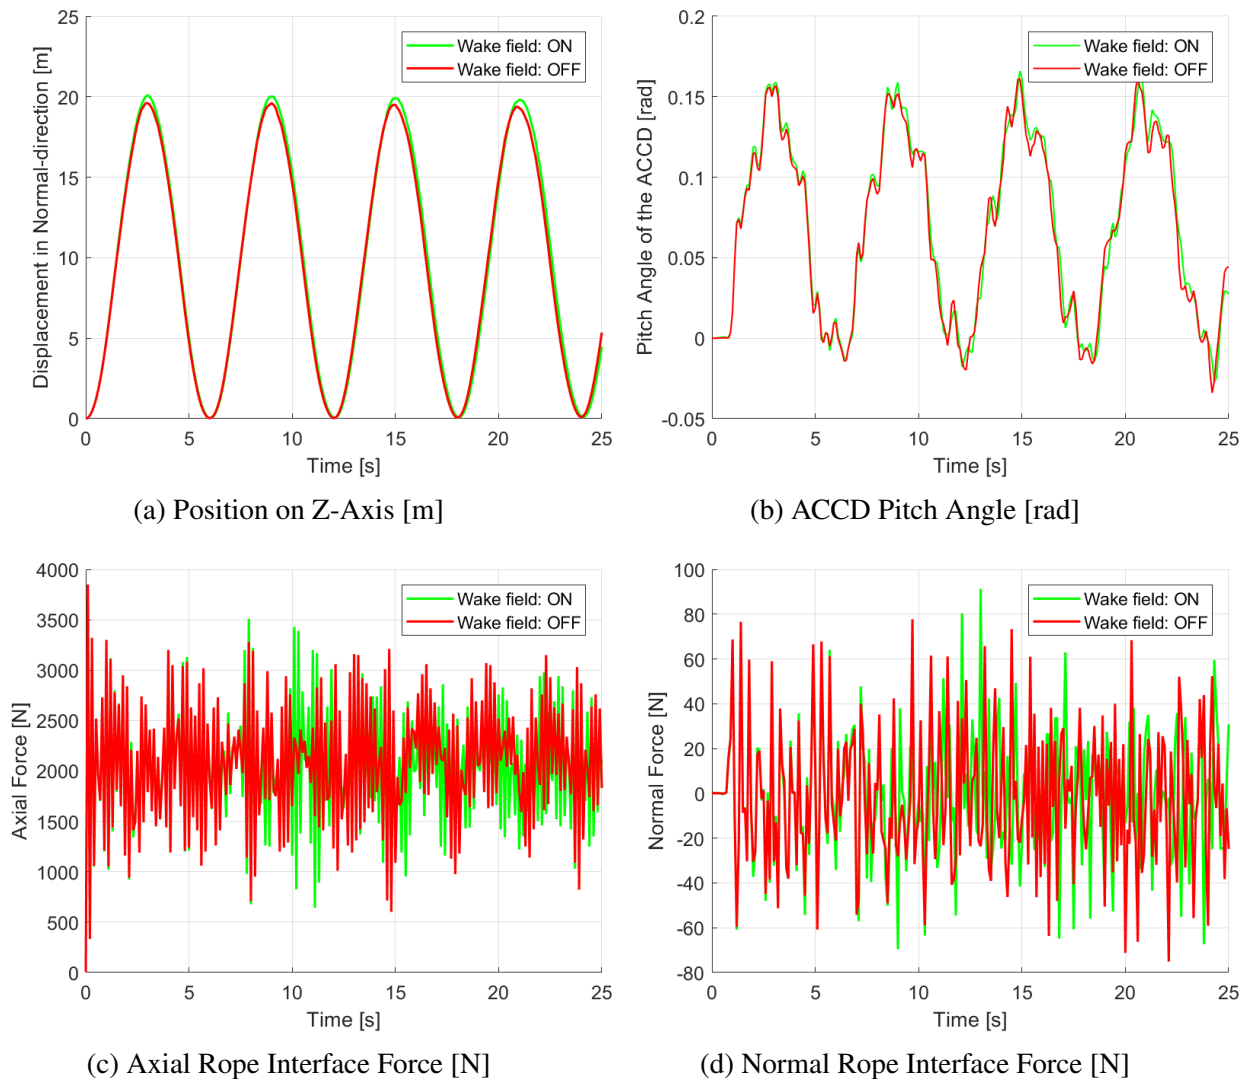 25
20
15
10
5
0
0
5
10
15
20
25
Displacement in Normal-direction [m]
Time [s]
Wake field: ON
Wake field: OFF
(a) Position on Z-Axis [m]
0.2
0.15
0.1
0.05
0
-0.05
0
5
10
15
20
25
Pitch Angle of the ACCD [rad]
Time [s]
Wake field: ON
Wake field: OFF
(b) ACCD Pitch Angle [rad]
4000
3500
3000
2500
2000
1500
1000
500
0
0
5
10
15
20
25
Axial Force [N]
Time [s]
Wake field: ON
Wake field: OFF
(c) Axial Rope Interface Force [N]
100
80
60
40
20
0
-20
-40
-60
-80
0
5
10
15
20
25
Normal Force [N]
Time [s]
Wake field: ON
Wake field: OFF
(d) Normal Rope Interface Force [N]